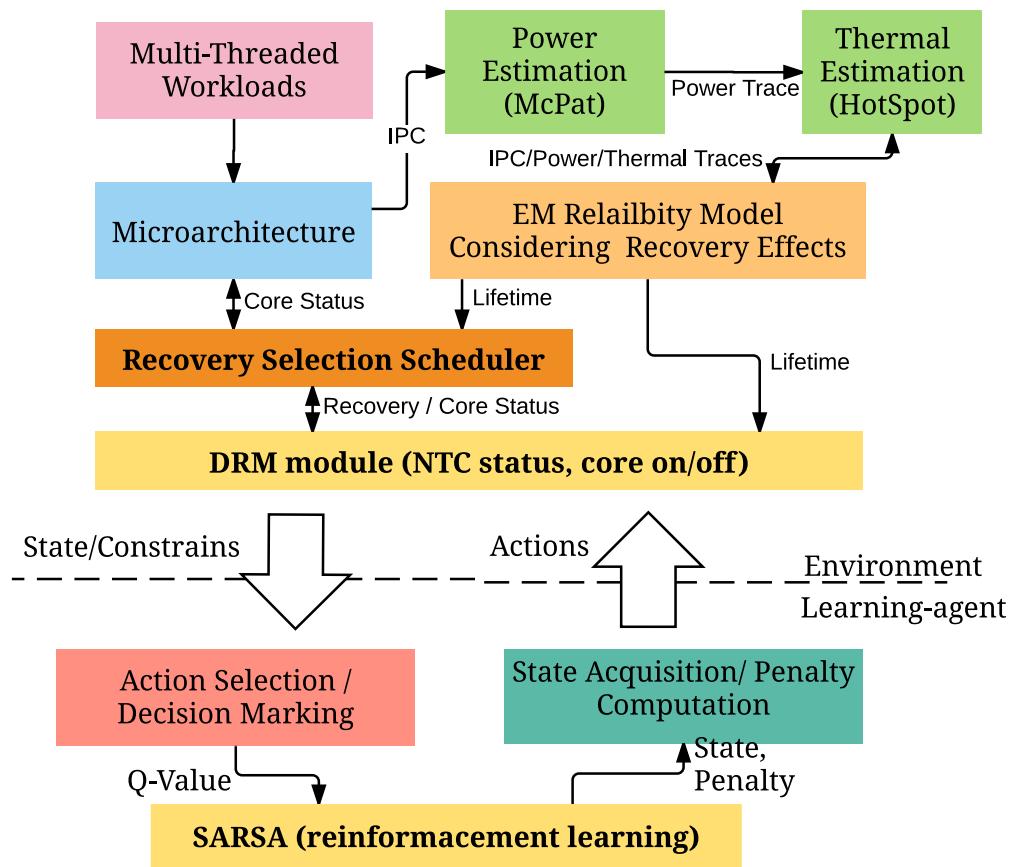 Multi-Threaded
Workloads
Power
Estimation
(McPat)
Thermal
Estimation
(HotSpot)
Power Trace
IPC
IPC/Power/Thermal Traces
Microarchitecture
EM Relailbity Model
Considering Recovery Effects
Core Status
Lifetime
Recovery Selection Scheduler
Lifetime
Recovery / Core Status
DRM module (NTC status, core on/off)
State/Constrains
Actions
Environment
Learning-agent
Action Selection /
Decision Marking
State Acquisition/ Penalty
Computation
Q-Value
State,
Penalty
SARSA (reinformacement learning)